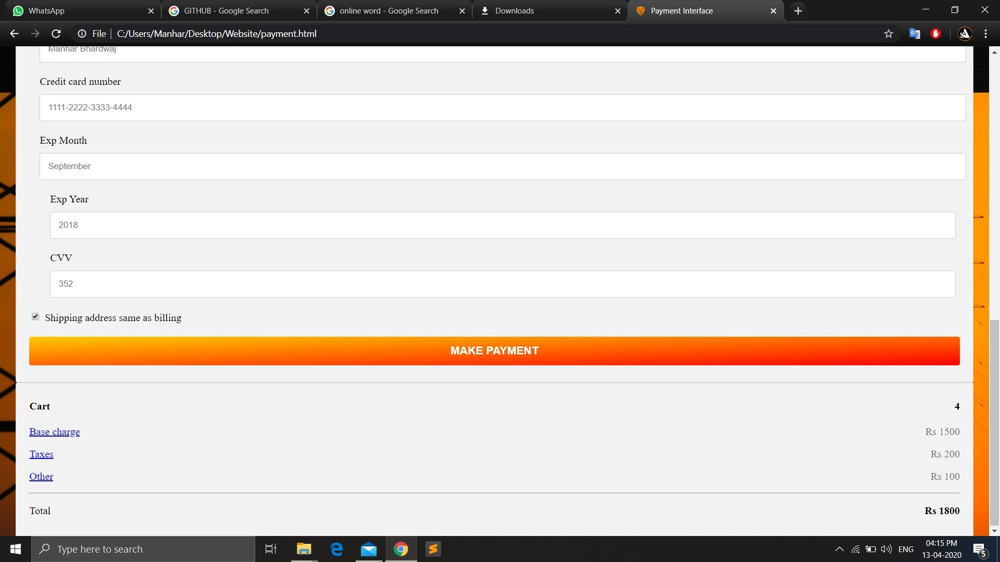 WhatsApp
GITHUB - Google Search
online word - Google Search
Downloads
Payment Interface
File
C:/Users/Manhar/Desktop/Website/payment.html
Manhar Bhardwaj
Credit card number
1111-2222-3333-4444
Exp Month
September
Exp Year
2018
CVV
352
Shipping address same as billing
MAKE PAYMENT
Cart 4
Base charge Rs 1500
Taxes Rs 200
Other Rs 100
Total Rs 1800
Type here to search
ENG
04:15 PM
13-04-2020
5